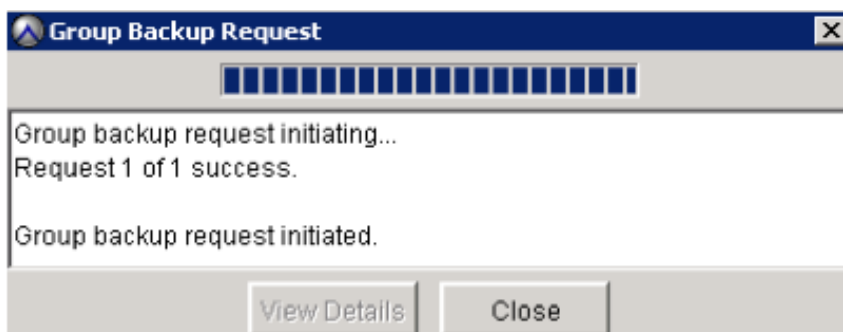 Group Backup Request
Group backup request initiating...
Request 1 of 1 success.
Group backup request initiated.
View Details
Close